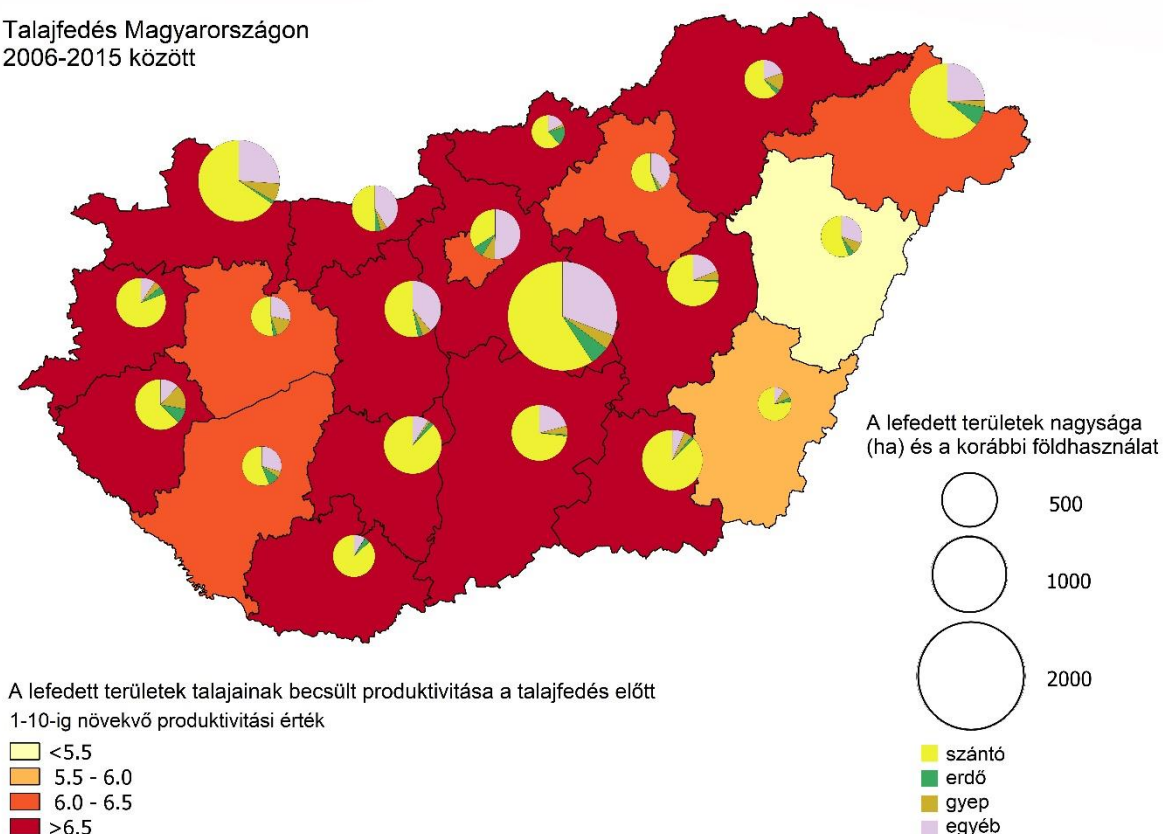 Talajfedés Magyarországon
2006-2015 között
A lefedett területek nagysága
(ha) és a korábbi földhasználat
500
1000
2000
szántó
erdő
gyep
egyéb
A lefedett területek talajainak becsült produktivitása a talajfedés előtt
1-10-ig növekvő produktivitási érték
<5.5
5.5 - 6.0
6.0 - 6.5
>6.5